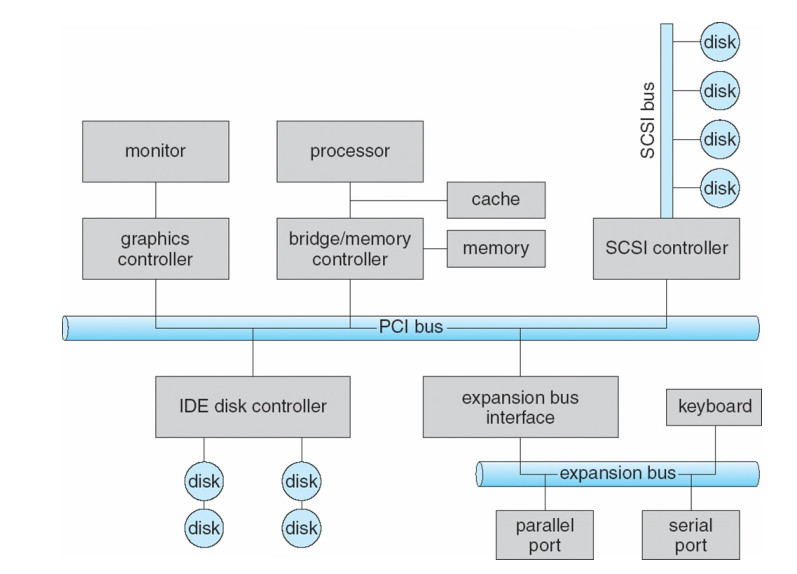 disk
disk
disk
disk
SCSI bus
monitor
processor
cache
graphics
controller
bridge/memory
controller
memory
SCSI controller
PCI bus
IDE disk controller
expansion bus
interface
keyboard
disk
disk
disk
disk
expansion bus
parallel
port
serial
port